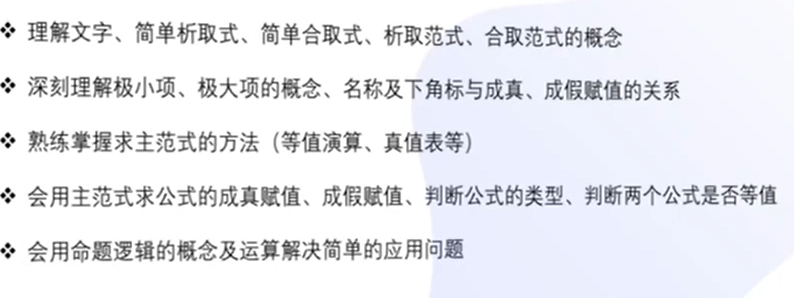 ❖ 理解文字、简单析取式、简单合取式、析取范式、合取范式的概念
❖ 深刻理解极小项、极大项的概念、名称及下角标与成真、成假赋值的关系
❖ 熟练掌握求主范式的方法（等值演算、真值表等）
❖ 会用主范式求公式的成真赋值、成假赋值、判断公式的类型、判断两个公式是否等值
❖ 会用命题逻辑的概念及运算解决简单的应用问题